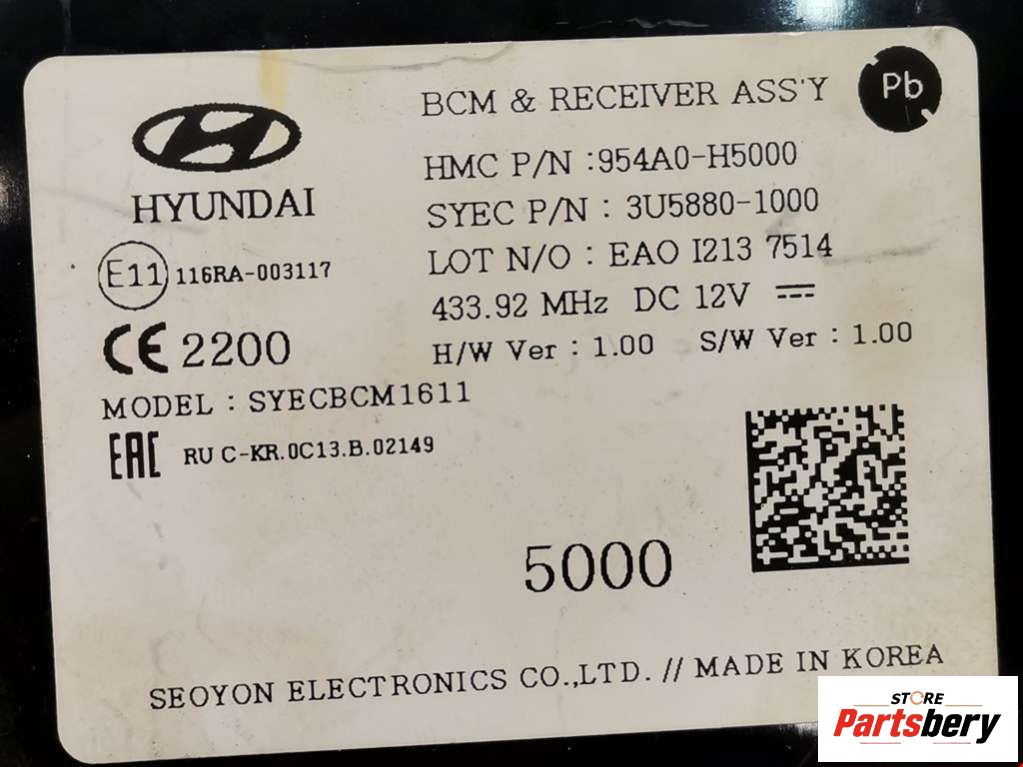 BCM & RECEIVER ASS'Y
Pb
HYUNDAI
HMC P/N :954A0-H5000
SYEC P/N : 3U5880-1000
E11 116RA-003117
LOT N/O : EAO I213 7514
433.92 MHz DC 12V
CE 2200
H/W Ver : 1.00 S/W Ver : 1.00
MODEL : SYECBCM1611
EAC RU C-KR.0C13.B.02149
5000
SEOYON ELECTRONICS CO.,LTD. // MADE IN KOREA
STORE
Partsbery